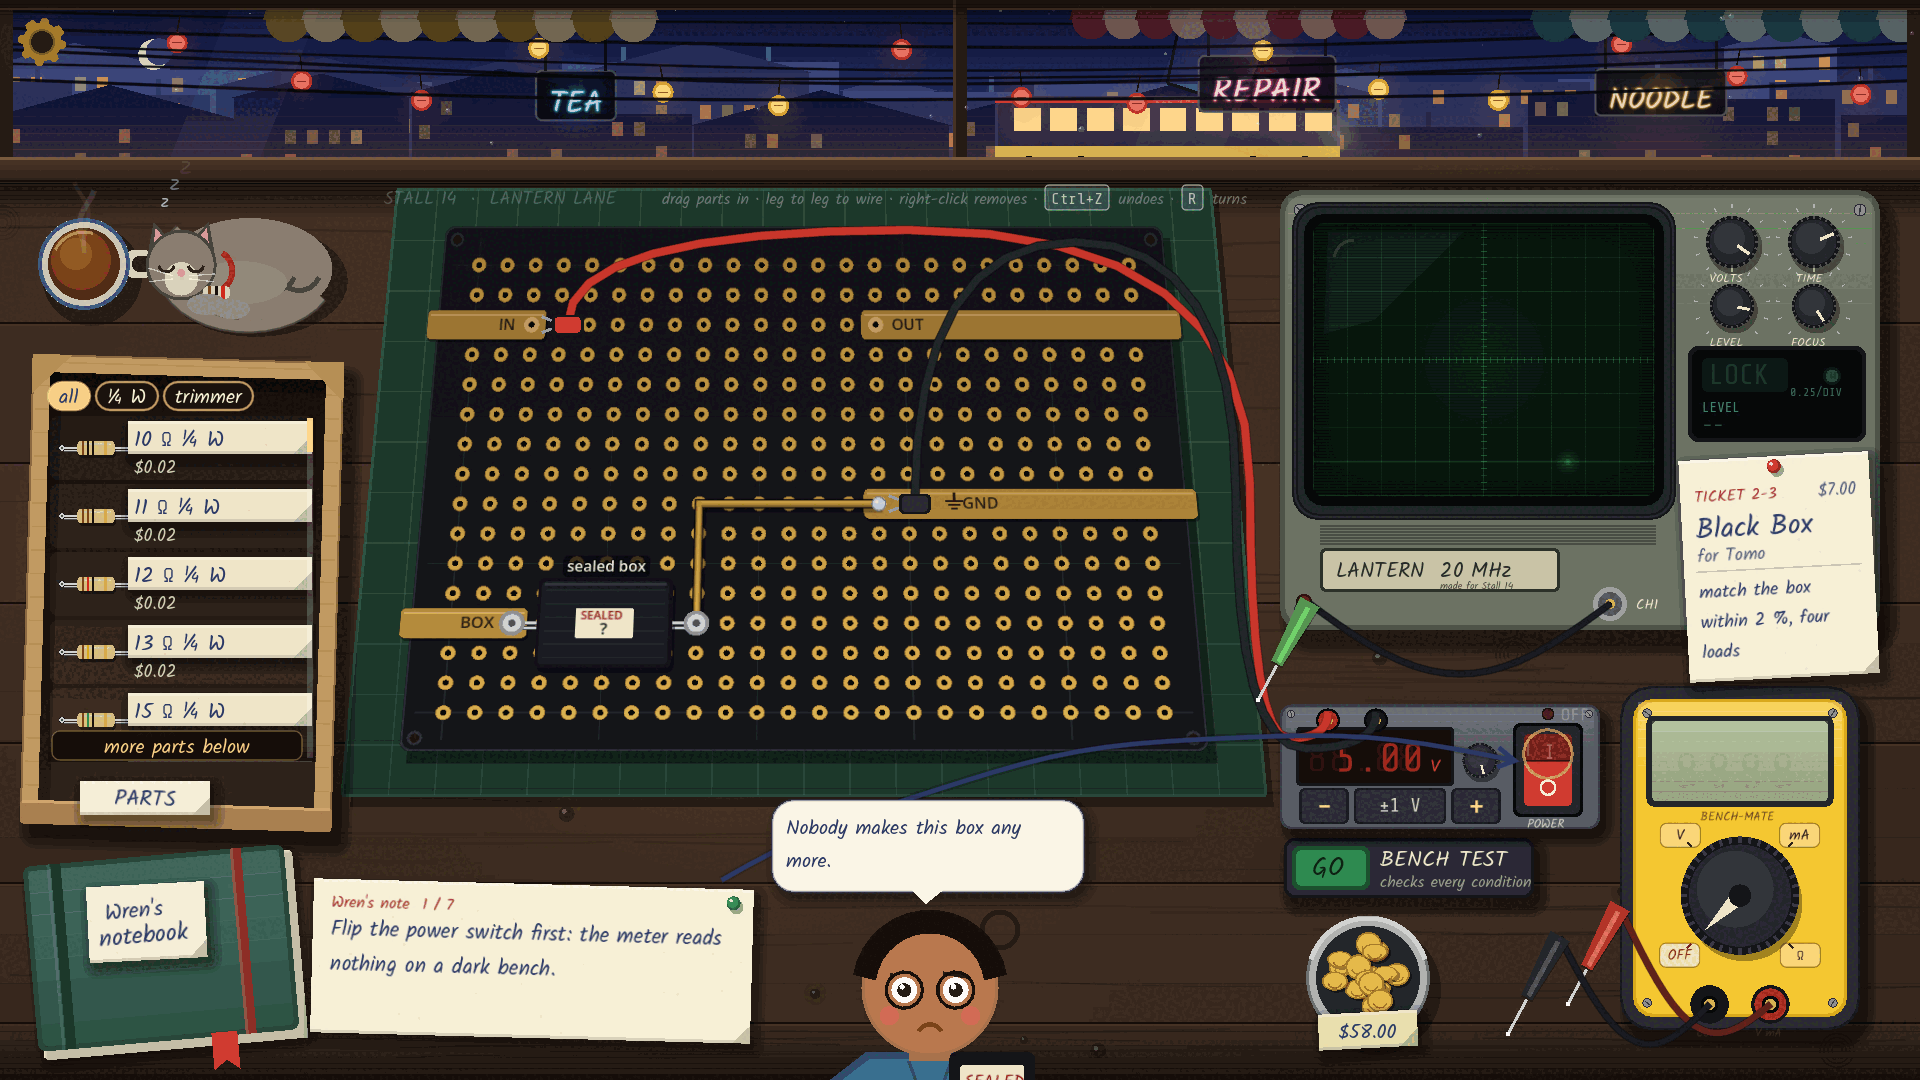 TEA
REPAIR
NOODLE
STALL 14 · LANTERN LANE
drag parts in · leg to leg to wire · right-click removes · Ctrl+Z undoes · R turns
z
z
z
IN
OUT
GND
sealed box
BOX
SEALED
?
all
¼ W
trimmer
10 Ω ¼ W
$0.02
11 Ω ¼ W
$0.02
12 Ω ¼ W
$0.02
13 Ω ¼ W
$0.02
15 Ω ¼ W
more parts below
PARTS
VOLTS
TIME
LEVEL
FOCUS
LOCK
0.25/DIV
LEVEL
--
LANTERN 20 MHz
made for Stall 14
CH1
TICKET 2-3
$7.00
Black Box
for Tomo
match the box
within 2 %, four
loads
OFF
5.00 V
I
−
±1 V
+
POWER
GO
BENCH TEST
checks every condition
BENCH-MATE
V
mA
OFF
Ω
$58.00
Wren's
notebook
Wren's note 1 / 7
Flip the power switch first: the meter reads
nothing on a dark bench.
Nobody makes this box any
more.
SEALED